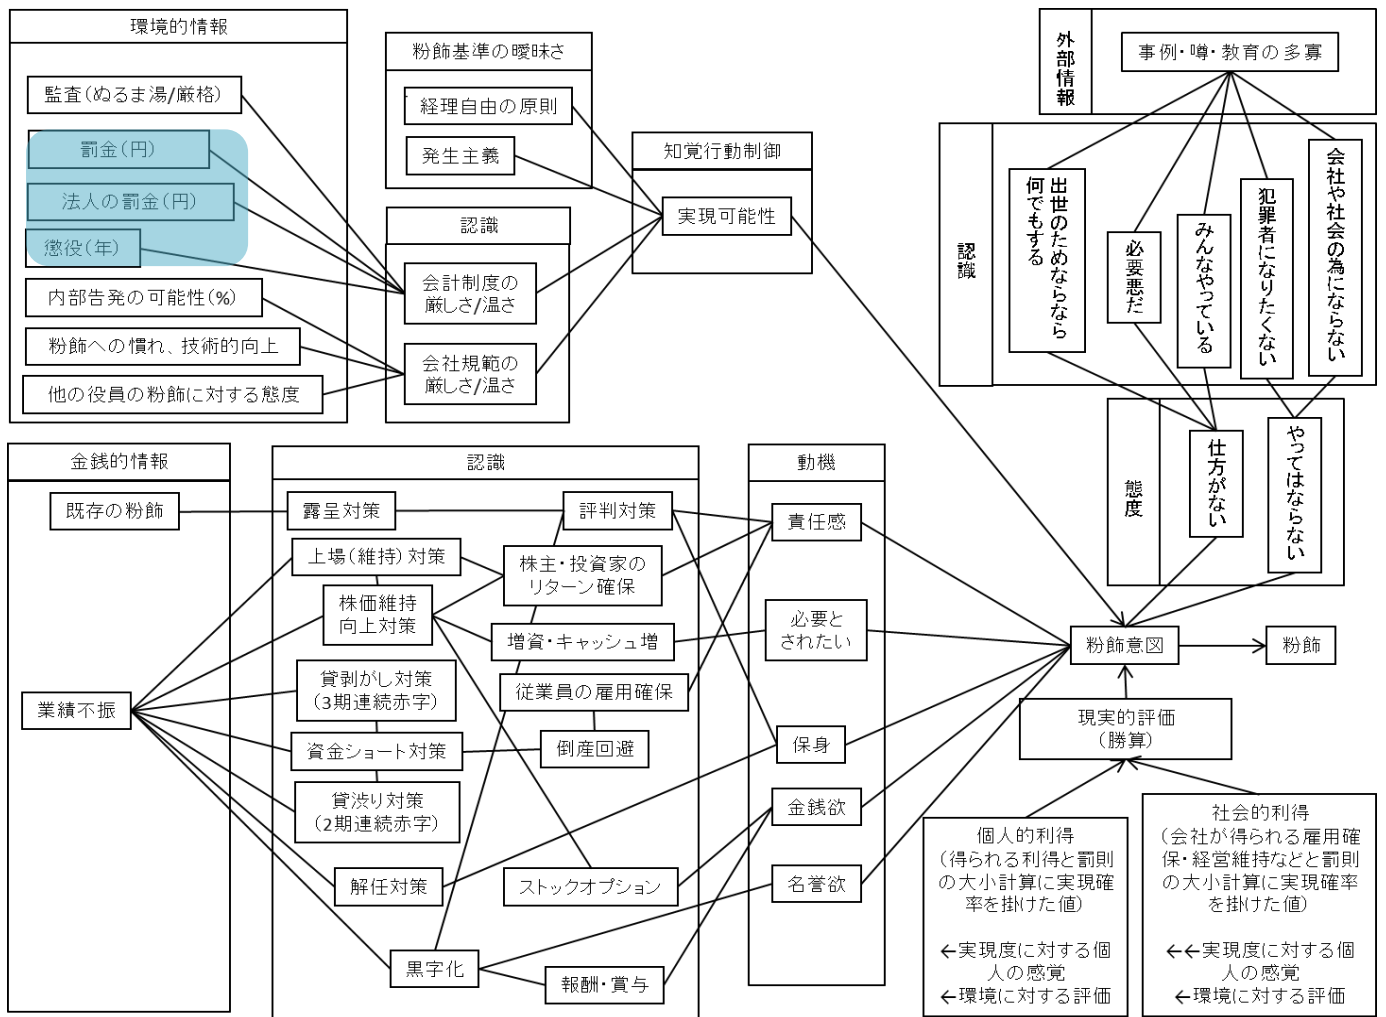 環境的情報
監査(ぬるま湯/厳格)
罰金(円)
法人の罰金(円)
懲役(年)
内部告発の可能性(%)
粉飾への慣れ、技術的向上
他の役員の粉飾に対する態度
粉飾基準の曖昧さ
経理自由の原則
発生主義
認識
会計制度の
厳しさ/温さ
会社規範の
厳しさ/温さ
知覚行動制御
実現可能性
外部情報
事例・噂・教育の多寡
認識
出世のためならなら
何でもする
必要悪だ
みんなやっている
犯罪者になりたくない
会社や社会の為にならない
態度
仕方がない
やってはならない
金銭的情報
既存の粉飾
業績不振
認識
露呈対策
評判対策
上場(維持)対策
株主・投資家の
リターン確保
株価維持
向上対策
増資・キャッシュ増
貸剥がし対策
(3期連続赤字)
従業員の雇用確保
資金ショート対策
倒産回避
貸渋り対策
(2期連続赤字)
解任対策
ストックオプション
黒字化
報酬・賞与
動機
責任感
必要と
されたい
保身
金銭欲
名誉欲
粉飾意図
粉飾
現実的評価
(勝算)
個人的利得
(得られる利得と罰則
の大小計算に実現確
率を掛けた値)
←実現度に対する個
人の感覚
←環境に対する評価
社会的利得
(会社が得られる雇用確
保・経営維持などと罰則
の大小計算に実現確率
を掛けた値)
←←実現度に対する個
人の感覚
←環境に対する評価